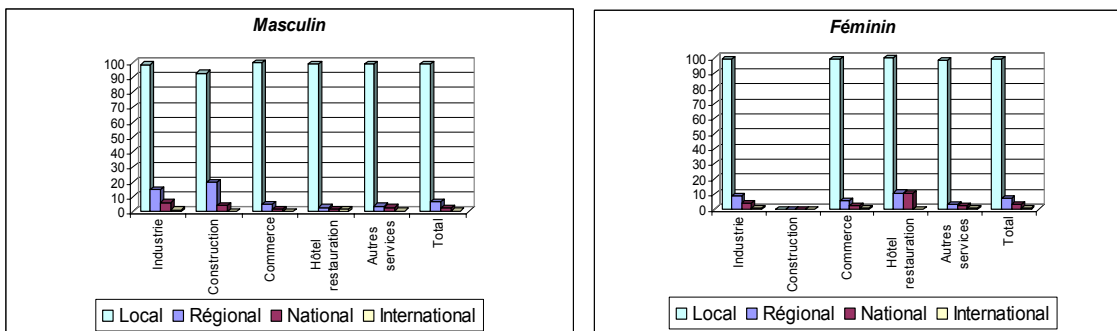 Masculin
100
90
80
70
60
50
40
30
20
10
0
Industrie
Construction
Commerce
Hôtel
restauration
Autres
services
Total
Local Régional National International
Féminin
100
90
80
70
60
50
40
30
20
10
0
Industrie
Construction
Commerce
Hôtel
restauration
Autres
services
Total
Local Régional National International